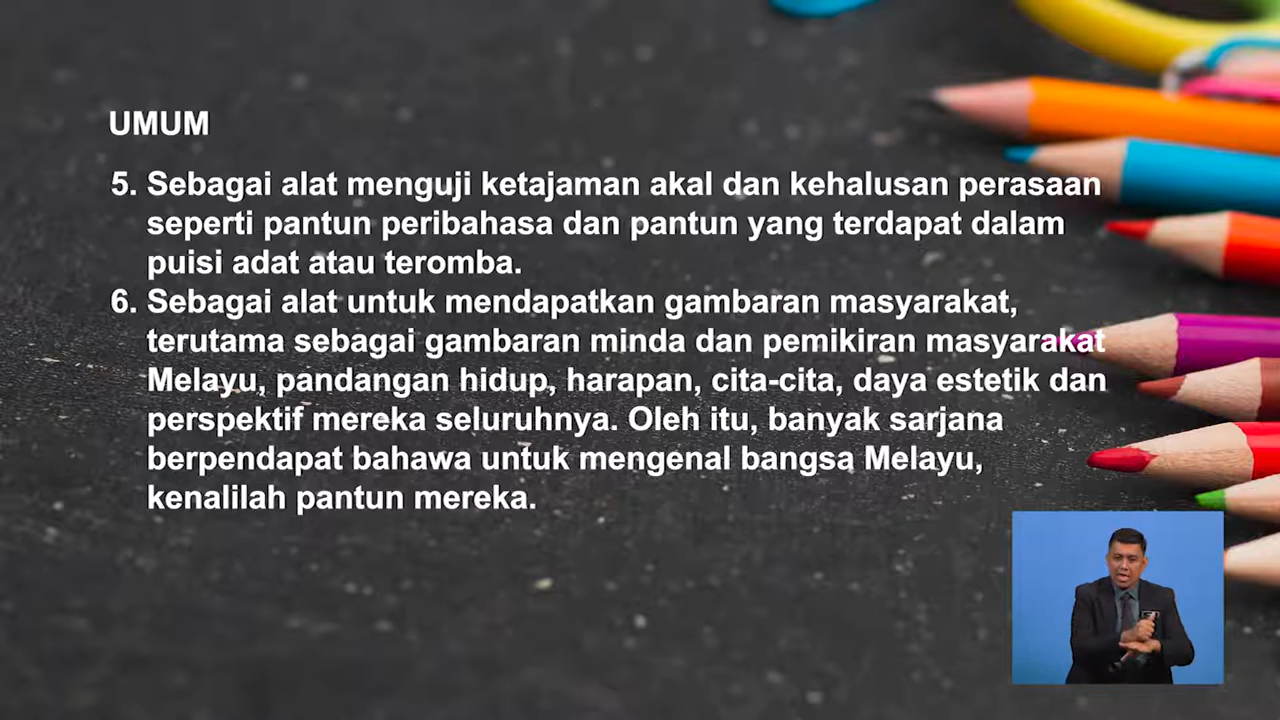 UMUM
5. Sebagai alat menguji ketajaman akal dan kehalusan perasaan
seperti pantun peribahasa dan pantun yang terdapat dalam
puisi adat atau teromba.
6. Sebagai alat untuk mendapatkan gambaran masyarakat,
terutama sebagai gambaran minda dan pemikiran masyarakat
Melayu, pandangan hidup, harapan, cita-cita, daya estetik dan
perspektif mereka seluruhnya. Oleh itu, banyak sarjana
berpendapat bahawa untuk mengenal bangsa Melayu,
kenalilah pantun mereka.